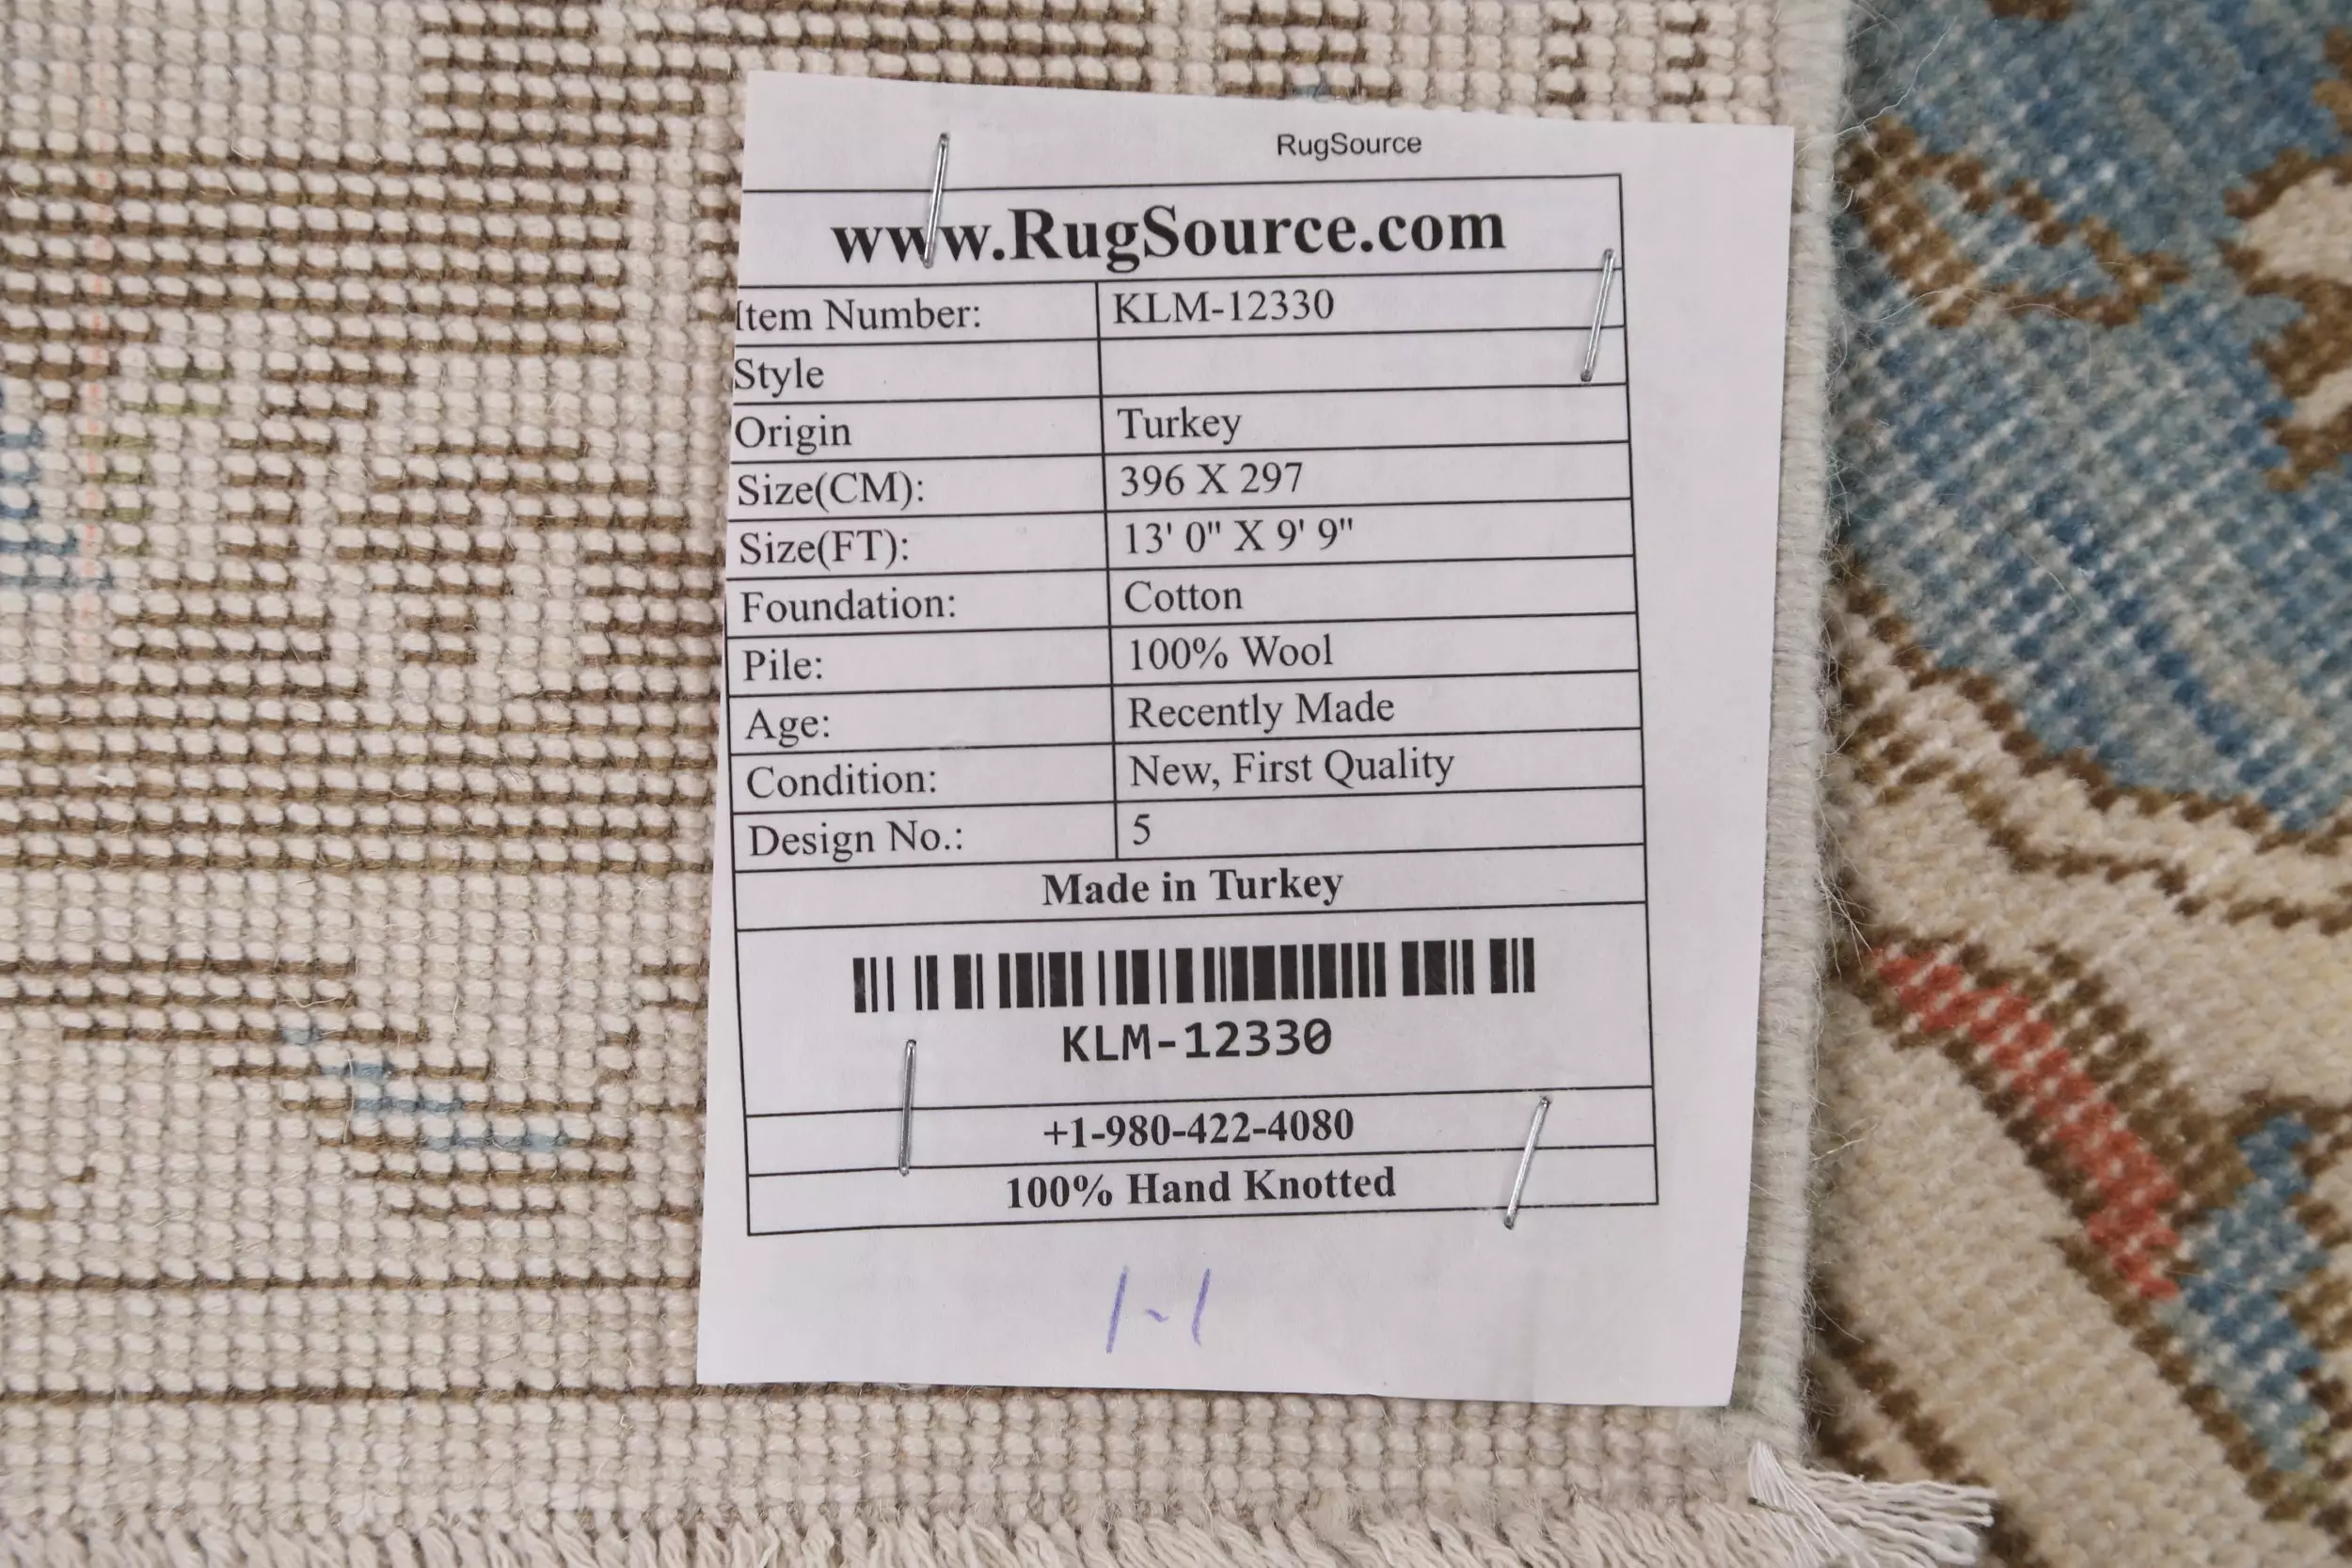 RugSource
www.RugSource.com
Item Number: KLM-12330
Style
Origin Turkey
Size(CM): 396 X 297
Size(FT): 13' 0" X 9' 9"
Foundation: Cotton
Pile: 100% Wool
Age: Recently Made
Condition: New, First Quality
Design No.: 5
Made in Turkey
KLM-12330
+1-980-422-4080
100% Hand Knotted
1-1